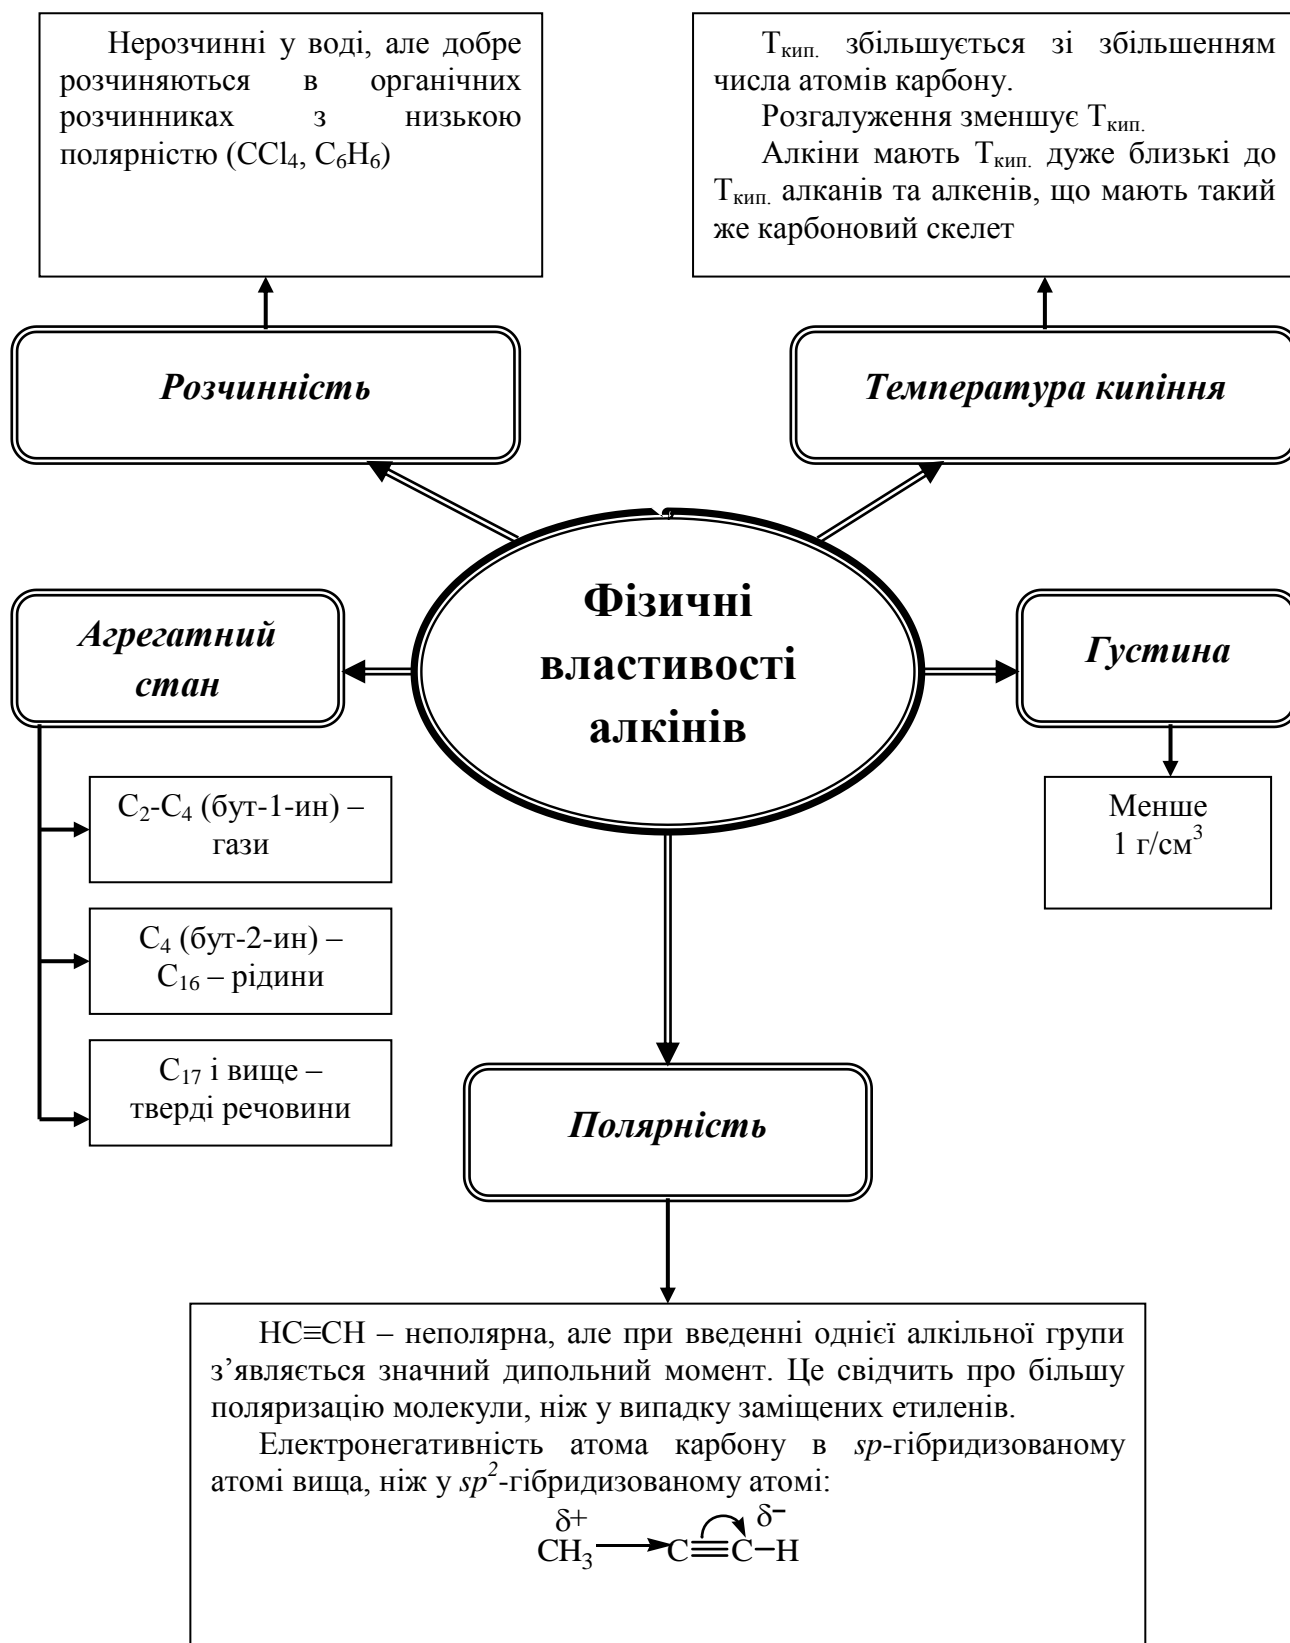 Нерозчинні у воді, але добре
розчиняються в органічних
розчинниках з низькою
полярністю (CCl₄, C₆H₆)
Т_кип. збільшується зі збільшенням
числа атомів карбону.
Розгалуження зменшує Т_кип.
Алкіни мають Т_кип. дуже близькі до
Т_кип. алканів та алкенів, що мають такий
же карбоновий скелет
Розчинність
Температура кипіння
Фізичні
властивості
алкінів
Агрегатний
стан
Густина
C₂-C₄ (бут-1-ин) –
гази
C₄ (бут-2-ин) –
C₁₆ – рідини
C₁₇ і вище –
тверді речовини
Менше
1 г/см³
Полярність
HC≡CH – неполярна, але при введенні однієї алкільної групи
з’являється значний дипольний момент. Це свідчить про більшу
поляризацію молекули, ніж у випадку заміщених етиленів.
Електронегативність атома карбону в sp-гібридизованому
атомі вища, ніж у sp²-гібридизованому атомі:
δ+ δ−
CH₃→C≡C–H